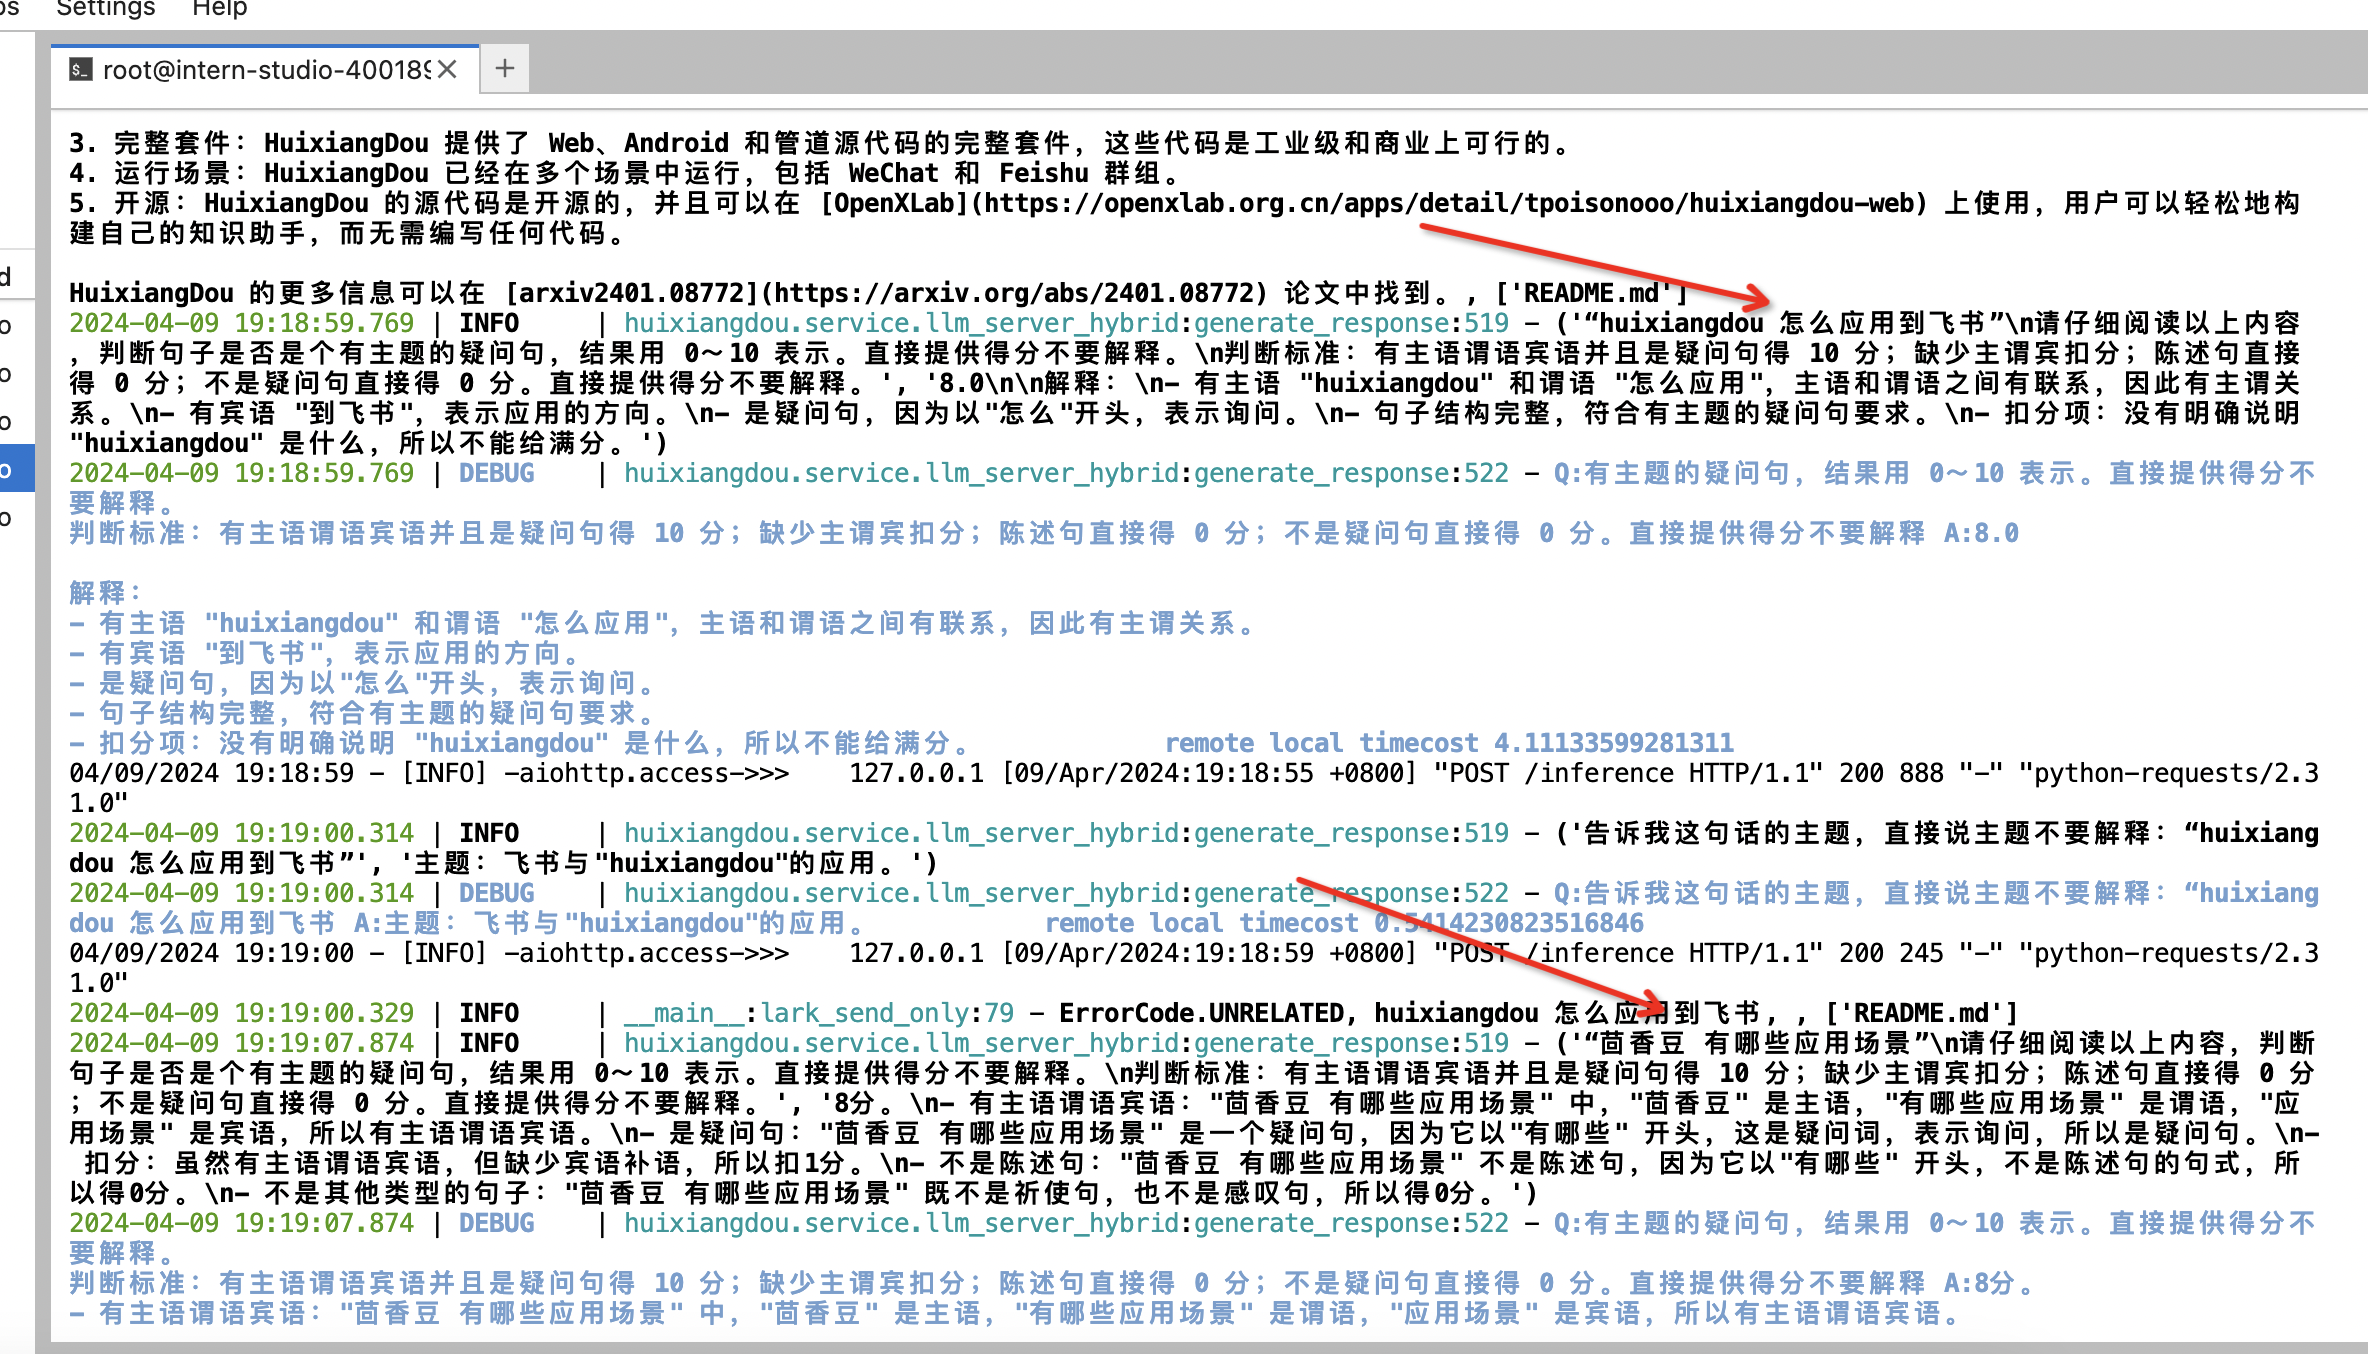 Settings Help
root@intern-studio-400189
3. 完整套件：HuixiangDou 提供了 Web、Android 和管道源代码的完整套件，这些代码是工业级和商业上可行的。
4. 运行场景：HuixiangDou 已经在多个场景中运行，包括 WeChat 和 Feishu 群组。
5. 开源：HuixiangDou 的源代码是开源的，并且可以在 [OpenXLab](https://openxlab.org.cn/apps/detail/tpoisonooo/huixiangdou-web) 上使用，用户可以轻松地构
建自己的知识助手，而无需编写任何代码。
HuixiangDou 的更多信息可以在 [arxiv2401.08772](https://arxiv.org/abs/2401.08772) 论文中找到。, ['README.md']
2024-04-09 19:18:59.769 | INFO     | huixiangdou.service.llm_server_hybrid:generate_response:519 - ('“huixiangdou 怎么应用到飞书”\n请仔细阅读以上内容
，判断句子是否是个有主题的疑问句，结果用 0～10 表示。直接提供得分不要解释。\n判断标准：有主语谓语宾语并且是疑问句得 10 分；缺少主谓宾扣分；陈述句直接
得 0 分；不是疑问句直接得 0 分。直接提供得分不要解释。', '8.0\n\n解释：\n- 有主语 "huixiangdou" 和谓语 "怎么应用"，主语和谓语之间有联系，因此有主谓关
系。\n- 有宾语 "到飞书"，表示应用的方向。\n- 是疑问句，因为以"怎么"开头，表示询问。\n- 句子结构完整，符合有主题的疑问句要求。\n- 扣分项：没有明确说明
"huixiangdou" 是什么，所以不能给满分。')
2024-04-09 19:18:59.769 | DEBUG    | huixiangdou.service.llm_server_hybrid:generate_response:522 - Q:有主题的疑问句，结果用 0～10 表示。直接提供得分不
要解释。
判断标准：有主语谓语宾语并且是疑问句得 10 分；缺少主谓宾扣分；陈述句直接得 0 分；不是疑问句直接得 0 分。直接提供得分不要解释 A:8.0
解释：
- 有主语 "huixiangdou" 和谓语 "怎么应用"，主语和谓语之间有联系，因此有主谓关系。
- 有宾语 "到飞书"，表示应用的方向。
- 是疑问句，因为以"怎么"开头，表示询问。
- 句子结构完整，符合有主题的疑问句要求。
- 扣分项：没有明确说明 "huixiangdou" 是什么，所以不能给满分。 remote local timecost 4.11133599281311
04/09/2024 19:18:59 - [INFO] -aiohttp.access->>>    127.0.0.1 [09/Apr/2024:19:18:55 +0800] "POST /inference HTTP/1.1" 200 888 "-" "python-requests/2.3
1.0"
2024-04-09 19:19:00.314 | INFO     | huixiangdou.service.llm_server_hybrid:generate_response:519 - ('告诉我这句话的主题，直接说主题不要解释：“huixiang
dou 怎么应用到飞书”', '主题：飞书与"huixiangdou"的应用。')
2024-04-09 19:19:00.314 | DEBUG    | huixiangdou.service.llm_server_hybrid:generate_response:522 - Q:告诉我这句话的主题，直接说主题不要解释：“huixiang
dou 怎么应用到飞书 A:主题：飞书与"huixiangdou"的应用。 remote local timecost 0.5414230823516846
04/09/2024 19:19:00 - [INFO] -aiohttp.access->>>    127.0.0.1 [09/Apr/2024:19:18:59 +0800] "POST /inference HTTP/1.1" 200 245 "-" "python-requests/2.3
1.0"
2024-04-09 19:19:00.329 | INFO     | __main__:lark_send_only:79 - ErrorCode.UNRELATED, huixiangdou 怎么应用到飞书, , ['README.md']
2024-04-09 19:19:07.874 | INFO     | huixiangdou.service.llm_server_hybrid:generate_response:519 - ('“茴香豆 有哪些应用场景”\n请仔细阅读以上内容，判断
句子是否是个有主题的疑问句，结果用 0～10 表示。直接提供得分不要解释。\n判断标准：有主语谓语宾语并且是疑问句得 10 分；缺少主谓宾扣分；陈述句直接得 0 分
；不是疑问句直接得 0 分。直接提供得分不要解释。', '8分。\n- 有主语谓语宾语："茴香豆 有哪些应用场景" 中，"茴香豆" 是主语，"有哪些应用场景" 是谓语，"应
用场景" 是宾语，所以有主语谓语宾语。\n- 是疑问句："茴香豆 有哪些应用场景" 是一个疑问句，因为它以"有哪些" 开头，这是疑问词，表示询问，所以是疑问句。\n-
扣分：虽然有主语谓语宾语，但缺少宾语补语，所以扣1分。\n- 不是陈述句："茴香豆 有哪些应用场景" 不是陈述句，因为它以"有哪些" 开头，不是陈述句的句式，所
以得0分。\n- 不是其他类型的句子："茴香豆 有哪些应用场景" 既不是祈使句，也不是感叹句，所以得0分。')
2024-04-09 19:19:07.874 | DEBUG    | huixiangdou.service.llm_server_hybrid:generate_response:522 - Q:有主题的疑问句，结果用 0～10 表示。直接提供得分不
要解释。
判断标准：有主语谓语宾语并且是疑问句得 10 分；缺少主谓宾扣分；陈述句直接得 0 分；不是疑问句直接得 0 分。直接提供得分不要解释 A:8分。
- 有主语谓语宾语："茴香豆 有哪些应用场景" 中，"茴香豆" 是主语，"有哪些应用场景" 是谓语，"应用场景" 是宾语，所以有主语谓语宾语。